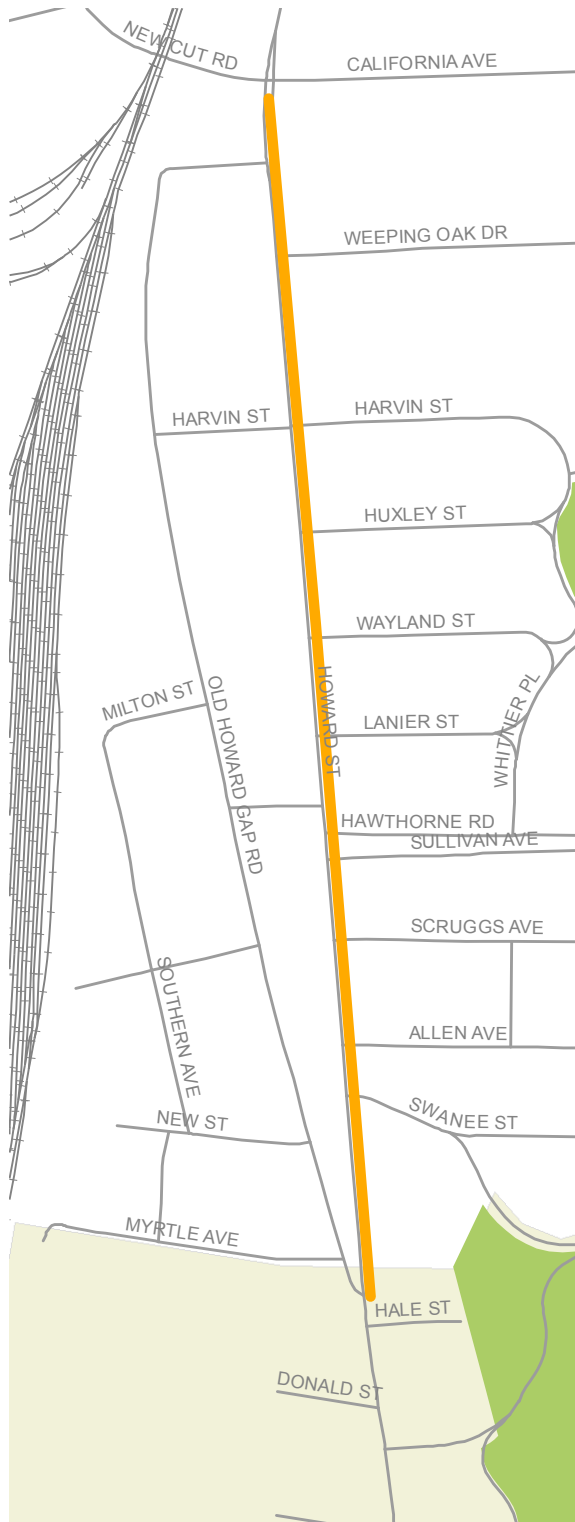 NEW CUT RD
CALIFORNIA AVE
WEEPING OAK DR
HARVIN ST
HARVIN ST
HUXLEY ST
WAYLAND ST
WHITNER PL
HOWARD ST
OLD HOWARD GAP RD
MILTON ST
LANIER ST
HAWTHORNE RD
SULLIVAN AVE
SCRUGGS AVE
SOUTHERN AVE
ALLEN AVE
SWANEE ST
NEW ST
MYRTLE AVE
HALE ST
DONALD ST